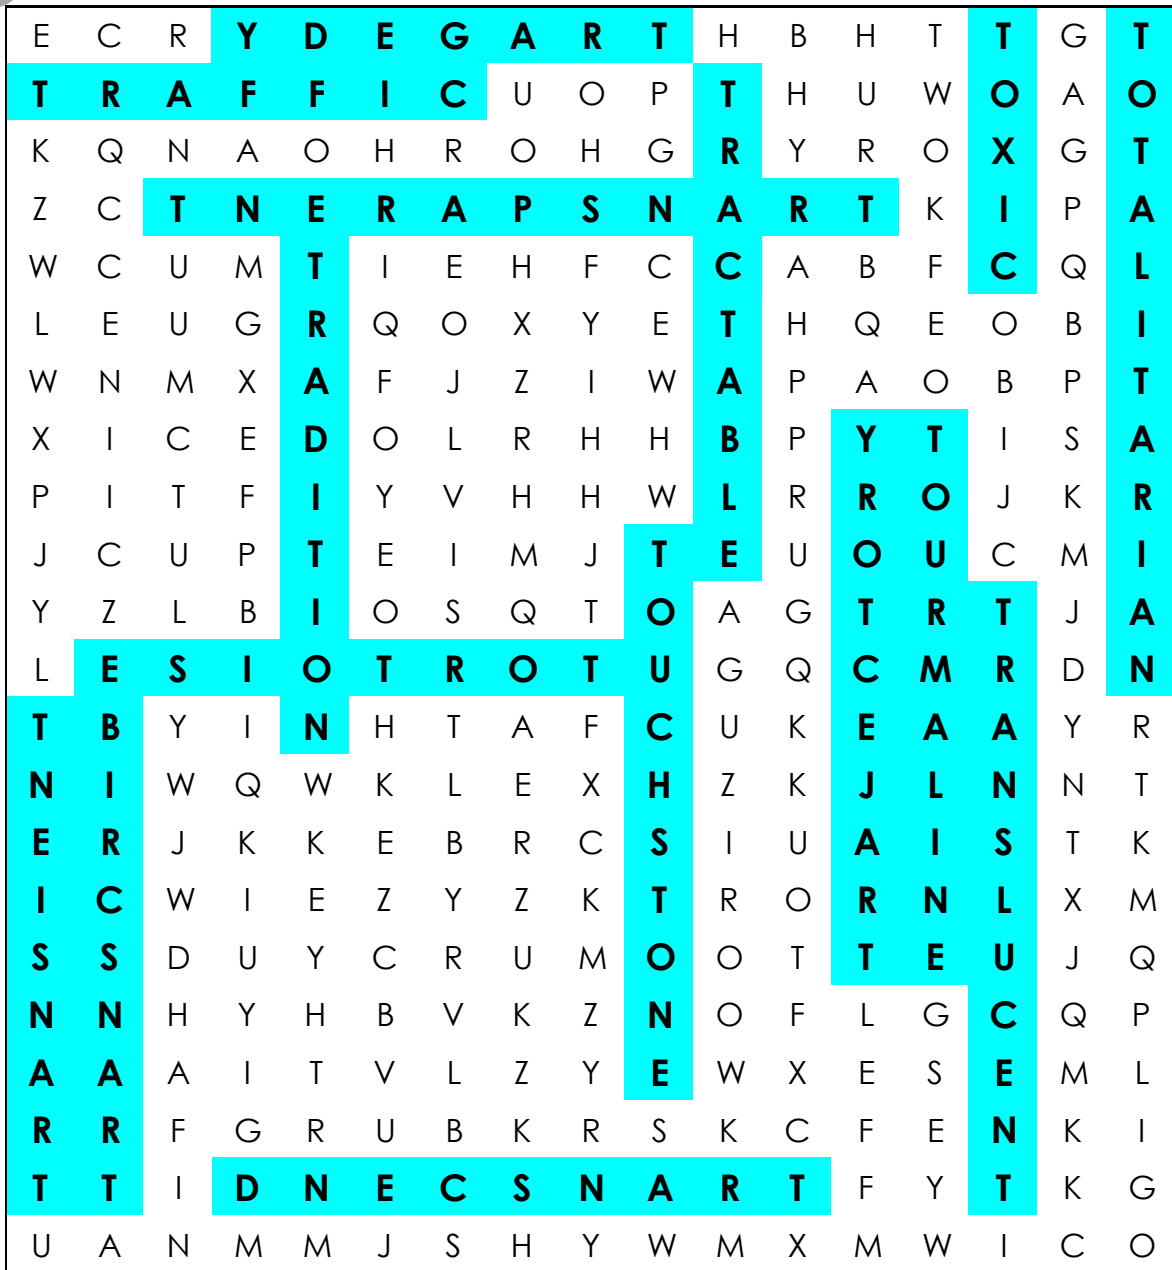 E C R Y D E G A R T H B H T T G T
T R A F F I C U O P T H U W O A O
K Q N A O H R O H G R Y R O X G T
Z C T N E R A P S N A R T K I P A
W C U M T I E H F C C A B F C Q L
L E U G R Q O X Y E T H Q E O B I
W N M X A F J Z I W A P A O B P T
X I C E D O L R H H B P Y T I S A
P I T F I Y V H H W L R R O J K R
J C U P T E I M J T E U O U C M I
Y Z L B I O S Q T O A G T R T J A
L E S I O T R O T U G Q C M R D N
T B Y I N H T A F C U K E A A Y R
N I W Q W K L E X H Z K J L N N T
E R J K K E B R C S I U A I S T K
I C W I E Z Y Z K T R O R N L X M
S S D U Y C R U M O O T T E U J Q
N N H Y H B V K Z N O F L G C Q P
A A A I T V L Z Y E W X E S E M L
R R F G R U B K R S K C F E N K I
T T I D N E C S N A R T F Y T K G
U A N M M J S H Y W M X M W I C O